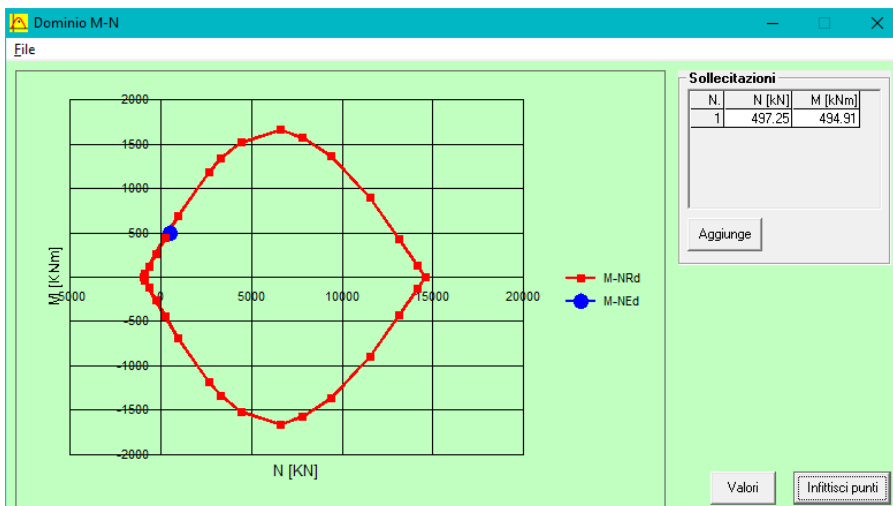 Dominio M-N
File
2000
1500
1000
500
-5000 0 5000 10000 15000 20000
-500
-1000
-1500
-2000
M [KNm]
N [KN]
M-NRd
M-NEd
Sollecitazioni
N. N [kN] M [kNm]
1 497.25 494.91
Aggiunge
Valori Infittisci punti